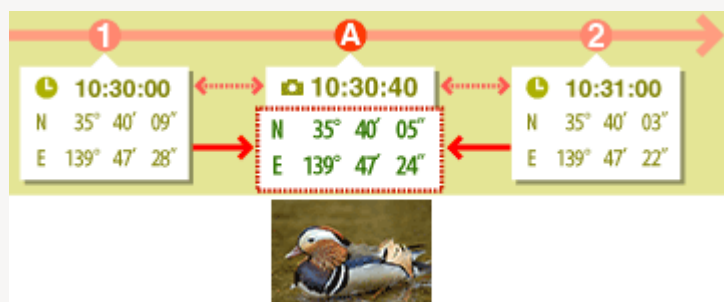 1
A
2
10:30:00
N 35° 40′ 09″
E 139° 47′ 28″
10:30:40
N 35° 40′ 05″
E 139° 47′ 24″
10:31:00
N 35° 40′ 03″
E 139° 47′ 22″